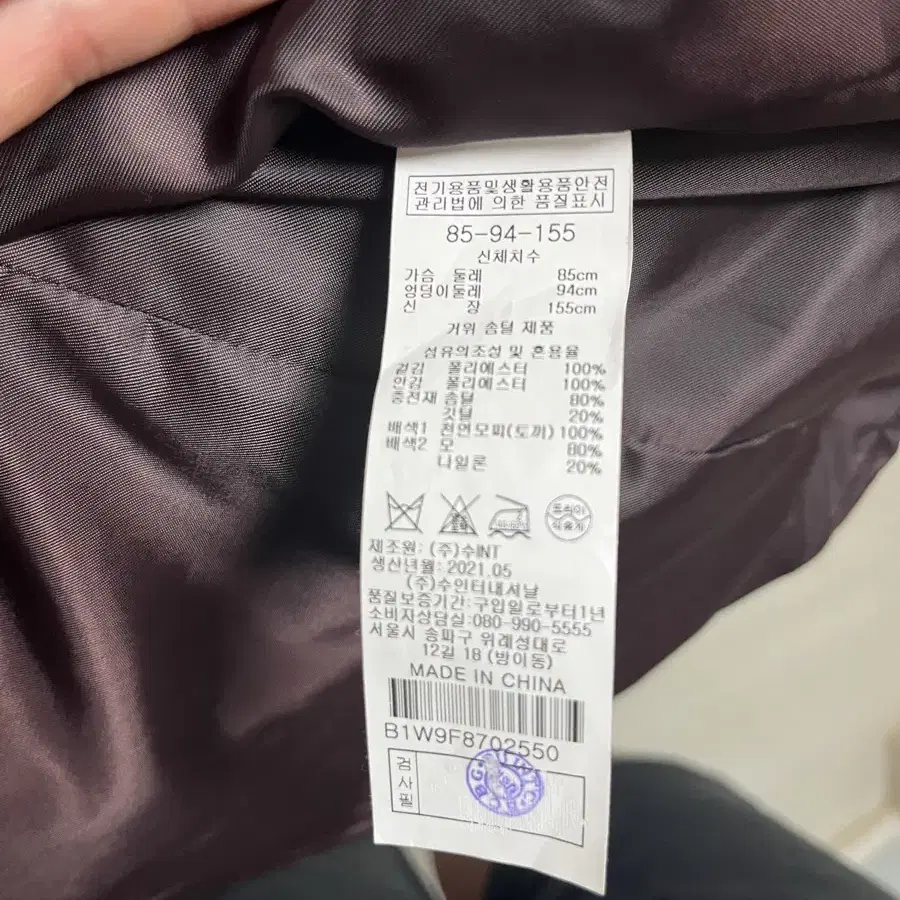 전기용품및생활용품안전
관리법에 의한 품질표시
85-94-155
신체치수
가슴 둘레 85cm
엉덩이둘레 94cm
신 장 155cm
거위 솜털 제품
섬유의조성 및 혼용율
겉감 폴리에스터 100%
안감 폴리에스터 100%
충전재 솜털 80%
깃털 20%
배색1 천연모피(토끼) 100%
배색2 모 80%
나일론 20%
드라이
제조원: (주)수INT
생산년월: 2021.05
(주)수인터내셔날
품질보증기간: 구입일로부터1년
소비자상담실: 080-990-5555
서울시 송파구 위례성대로
12길 18 (방이동)
MADE IN CHINA
B1W9F8702550
검사필